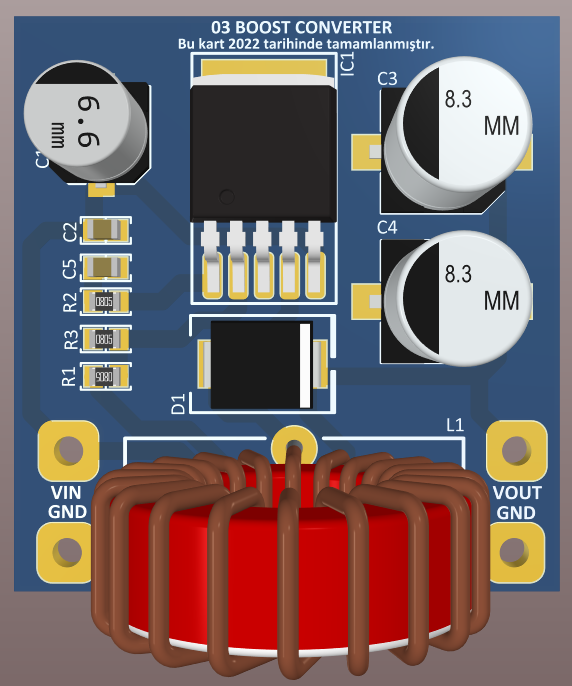 03 BOOST CONVERTER
Bu kart 2022 tarihinde tamamlanmıştır.
IC1
C3
8.3
MM
6.6
mm
C1
C2
C4
C5
8.3
MM
R2
0805
R3
0805
R1
0805
D1
L1
VIN
GND
VOUT
GND